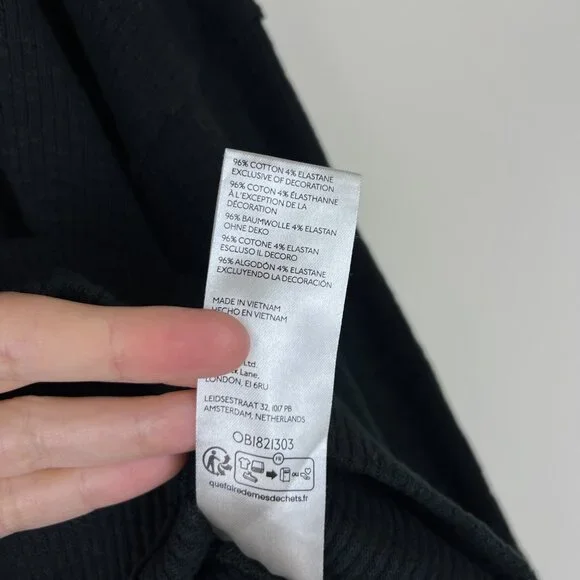 96% COTTON 4% ELASTANE
EXCLUSIVE OF DECORATION
96% COTON 4% ÉLASTHANNE
À L'EXCEPTION DE LA
DÉCORATION
96% BAUMWOLLE 4% ELASTAN
OHNE DEKO
96% COTONE 4% ELASTAN
ESCLUSO IL DECORO
96% ALGODÓN 4% ELASTANE
EXCLUYENDO LA DECORACIÓN
MADE IN VIETNAM
HECHO EN VIETNAM
Ltd.
Lane,
LONDON, E1 6RU
LEIDSESTRAAT 32, 1017 PB
AMSTERDAM, NETHERLANDS
OB1821303
FR
OU
quefairedemesdechets.fr